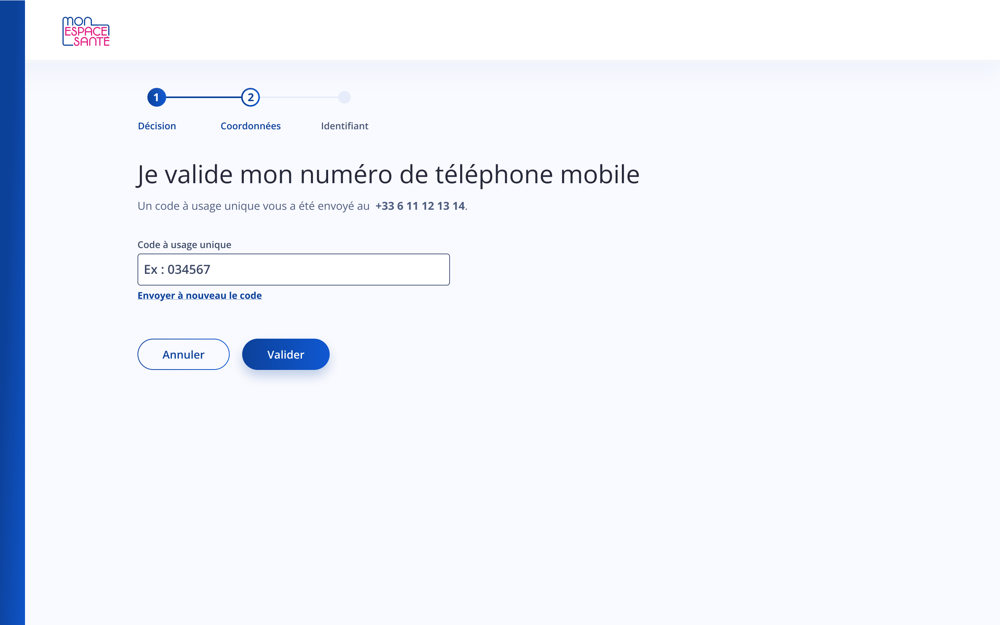 mon
ESPACE
SANTÉ
1
2
Décision
Coordonnées
Identifiant
Je valide mon numéro de téléphone mobile
Un code à usage unique vous a été envoyé au +33 6 11 12 13 14.
Code à usage unique
Ex : 034567
Envoyer à nouveau le code
Annuler
Valider